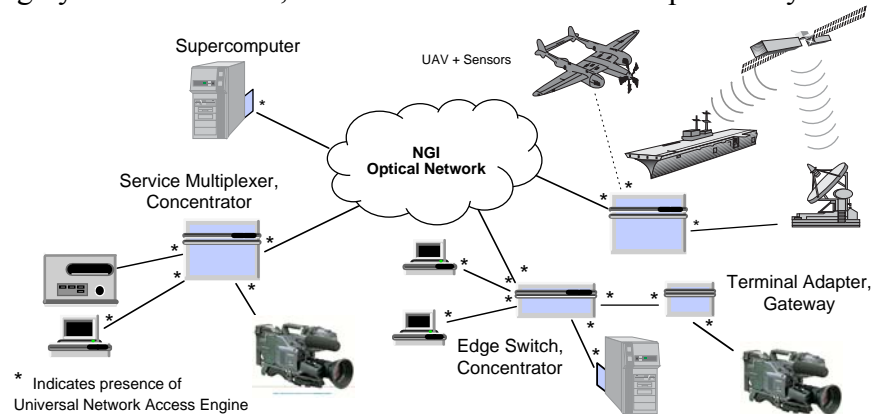 Supercomputer
UAV + Sensors
NGI
Optical Network
Service Multiplexer,
Concentrator
Terminal Adapter,
Gateway
Edge Switch,
Concentrator
* Indicates presence of
Universal Network Access Engine